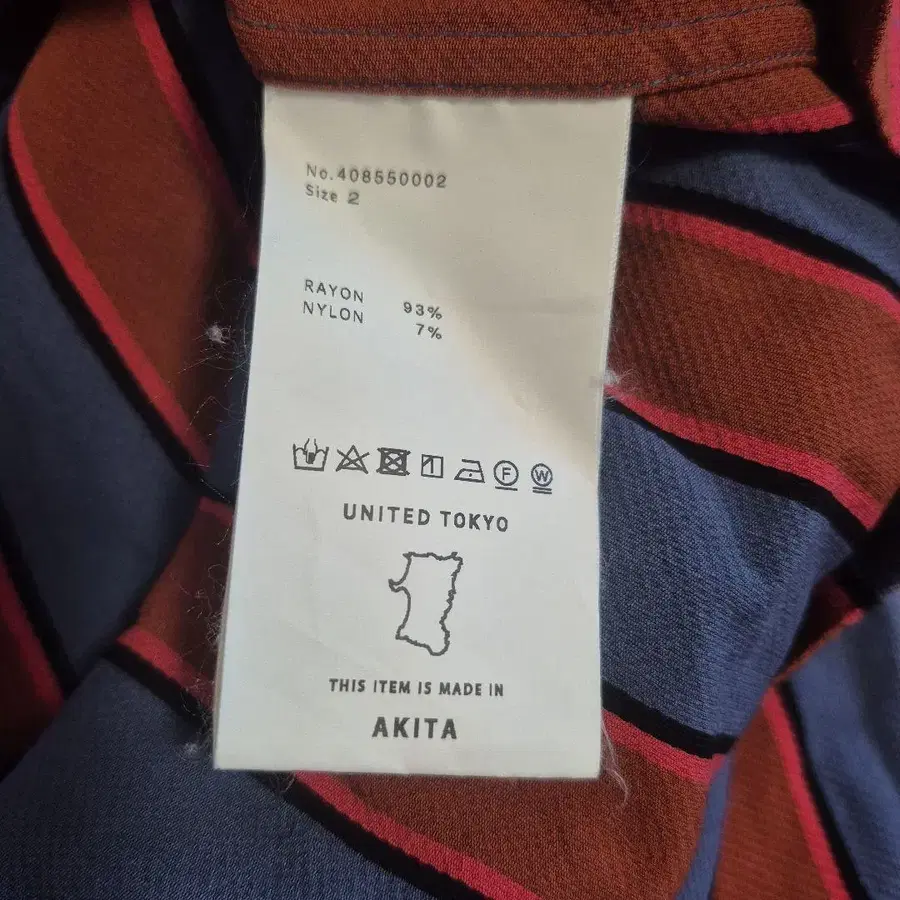 No.408550002
Size 2
RAYON 93%
NYLON 7%
F W
UNITED TOKYO
THIS ITEM IS MADE IN
AKITA